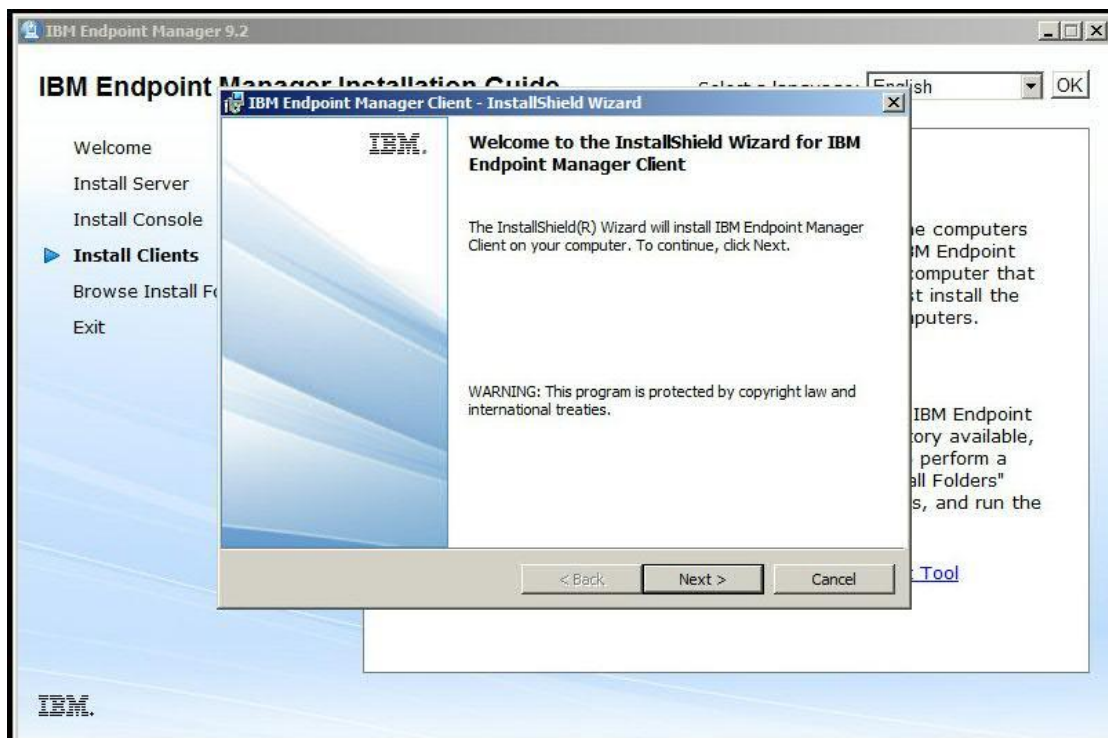 IBM Endpoint Manager 9.2
IBM Endpoint Manager Installation Guide
Select a language: English
OK
Welcome
Install Server
Install Console
Install Clients
Browse Install
Exit
IBM Endpoint Manager Client - InstallShield Wizard
IBM.
Welcome to the InstallShield Wizard for IBM
Endpoint Manager Client
The InstallShield(R) Wizard will install IBM Endpoint Manager
Client on your computer. To continue, click Next.
WARNING: This program is protected by copyright law and
international treaties.
< Back
Next >
Cancel
computers
Endpoint
computer that
install the
IBM Endpoint
available,
perform a
Folders"
and run the
Tool
IBM.